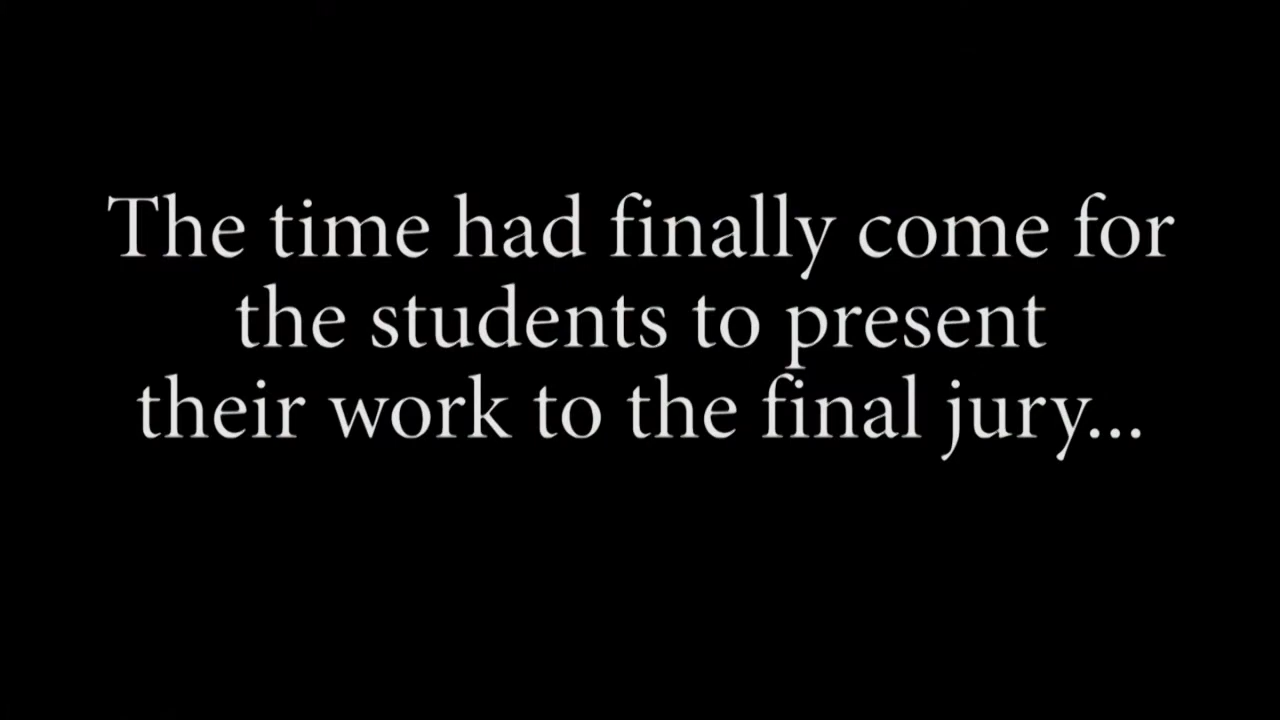 The time had finally come for
the students to present
their work to the final jury...